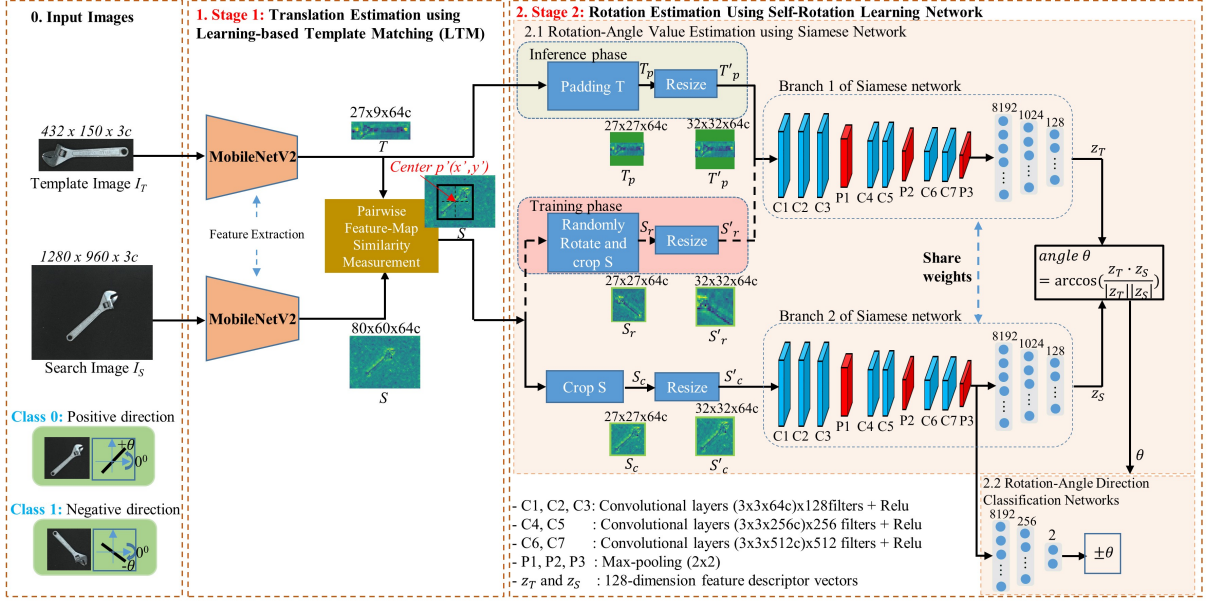 0. Input Images
432 x 150 x 3c
Template Image I_T
1280 x 960 x 3c
Search Image I_S
Class 0: Positive direction
+θ
0⁰
Class 1: Negative direction
0⁰
-θ
1. Stage 1: Translation Estimation using
Learning-based Template Matching (LTM)
MobileNetV2
Feature Extraction
MobileNetV2
27x9x64c
T
Center p'(x',y')
S
Pairwise
Feature-Map
Similarity
Measurement
80x60x64c
S
2. Stage 2: Rotation Estimation Using Self-Rotation Learning Network
2.1 Rotation-Angle Value Estimation using Siamese Network
Inference phase
Padding T
T_p
Resize
T'_p
27x27x64c
32x32x64c
T_p
T'_p
Training phase
Randomly
Rotate and
crop S
S_r
Resize
S'_r
27x27x64c
32x32x64c
S_r
S'_r
Crop S
S_c
Resize
S'_c
27x27x64c
32x32x64c
S_c
S'_c
Branch 1 of Siamese network
C1 C2 C3 P1 C4 C5 P2 C6 C7 P3
8192
1024
128
z_T
Share
weights
angle θ
= arccos(z_T · z_S / |z_T||z_S|)
Branch 2 of Siamese network
C1 C2 C3 P1 C4 C5 P2 C6 C7 P3
8192
1024
128
z_S
θ
2.2 Rotation-Angle Direction
Classification Networks
8192
256
2
±θ
- C1, C2, C3: Convolutional layers (3x3x64c)x128filters + Relu
- C4, C5 : Convolutional layers (3x3x256c)x256 filters + Relu
- C6, C7 : Convolutional layers (3x3x512c)x512 filters + Relu
- P1, P2, P3 : Max-pooling (2x2)
- z_T and z_S : 128-dimension feature descriptor vectors